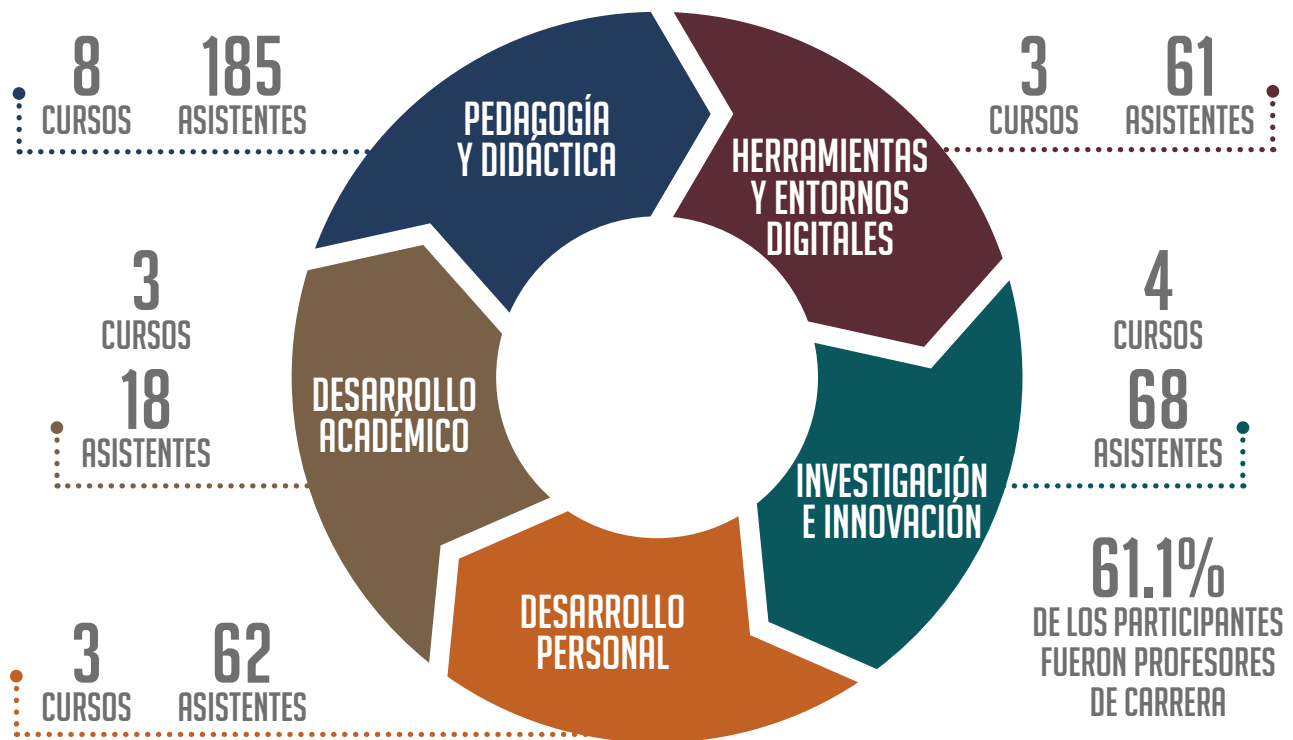 8
CURSOS
185
ASISTENTES
PEDAGOGÍA
Y DIDÁCTICA
3
CURSOS
61
ASISTENTES
HERRAMIENTAS
Y ENTORNOS
DIGITALES
3
CURSOS
18
ASISTENTES
DESARROLLO
ACADÉMICO
4
CURSOS
68
ASISTENTES
INVESTIGACIÓN
E INNOVACIÓN
3
CURSOS
62
ASISTENTES
DESARROLLO
PERSONAL
61.1%
DE LOS PARTICIPANTES
FUERON PROFESORES
DE CARRERA